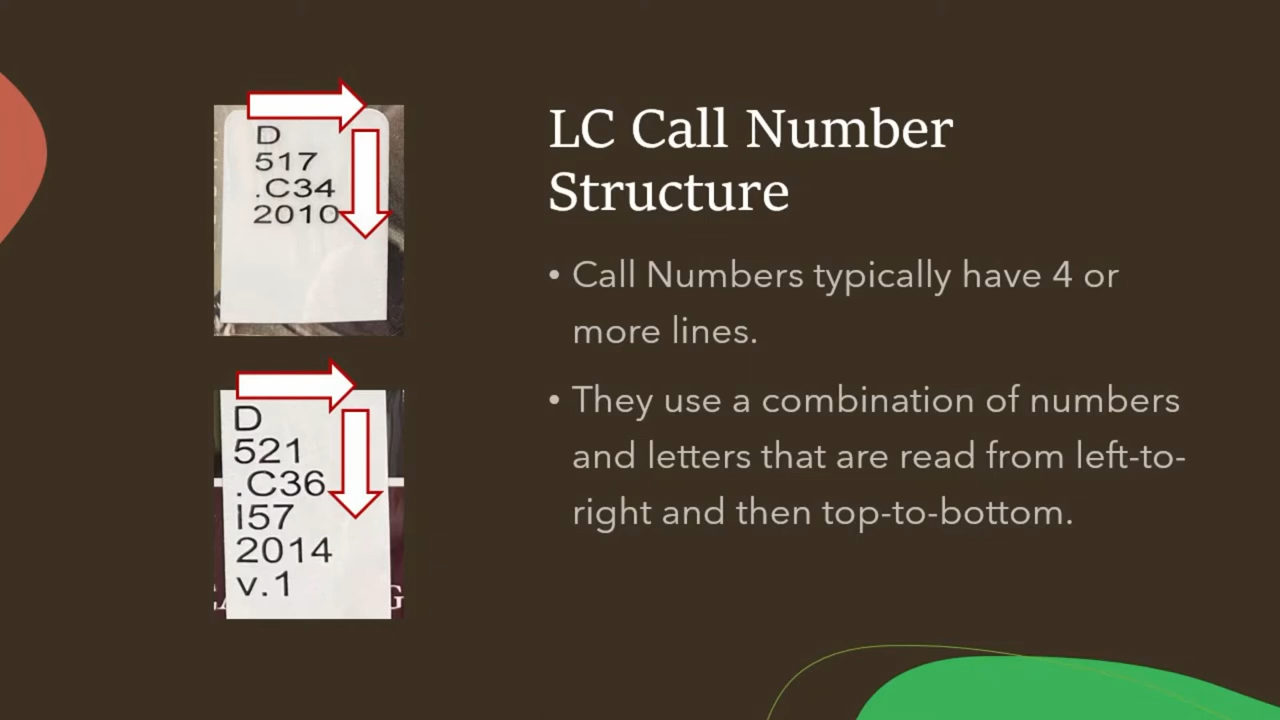 D
517
.C34
2010
D
521
.C36
I57
2014
v.1
G
LC Call Number
Structure
• Call Numbers typically have 4 or
more lines.
• They use a combination of numbers
and letters that are read from left-to-
right and then top-to-bottom.